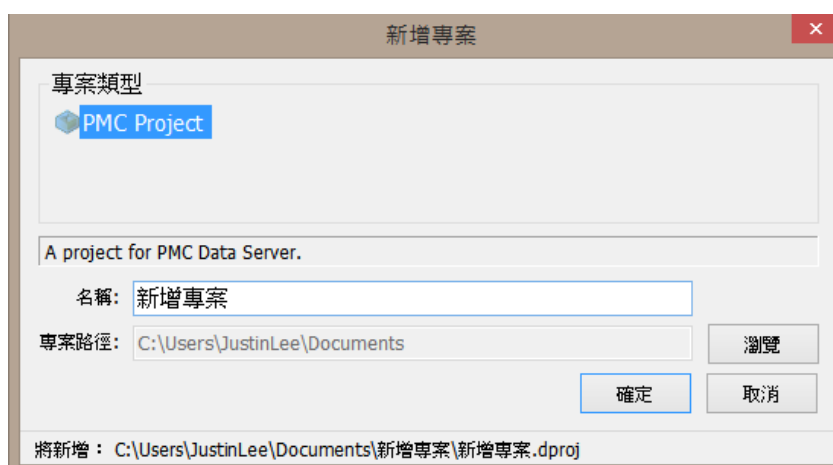 新增專案
專案類型
PMC Project
A project for PMC Data Server.
名稱: 新增專案
專案路徑: C:\Users\JustinLee\Documents 瀏覽
確定 取消
將新增： C:\Users\JustinLee\Documents\新增專案\新增專案.dproj